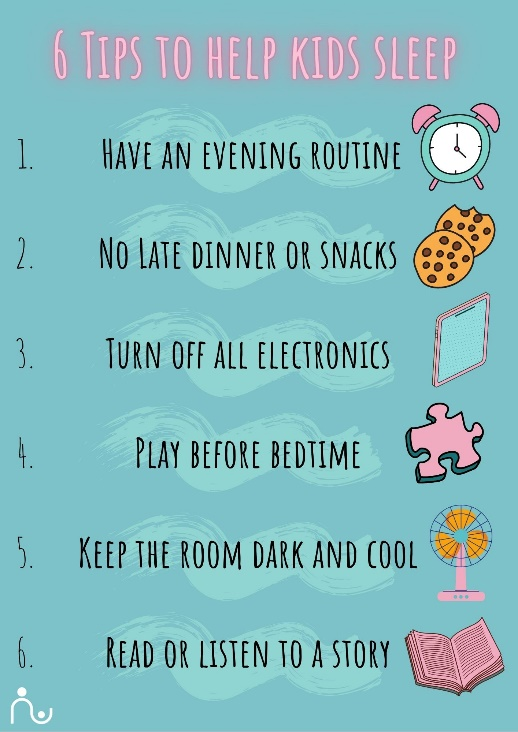 6 Tips to help kids sleep
1. Have an evening routine
2. No Late dinner or snacks
3. Turn off all electronics
4. Play before bedtime
5. Keep the room dark and cool
6. Read or listen to a story